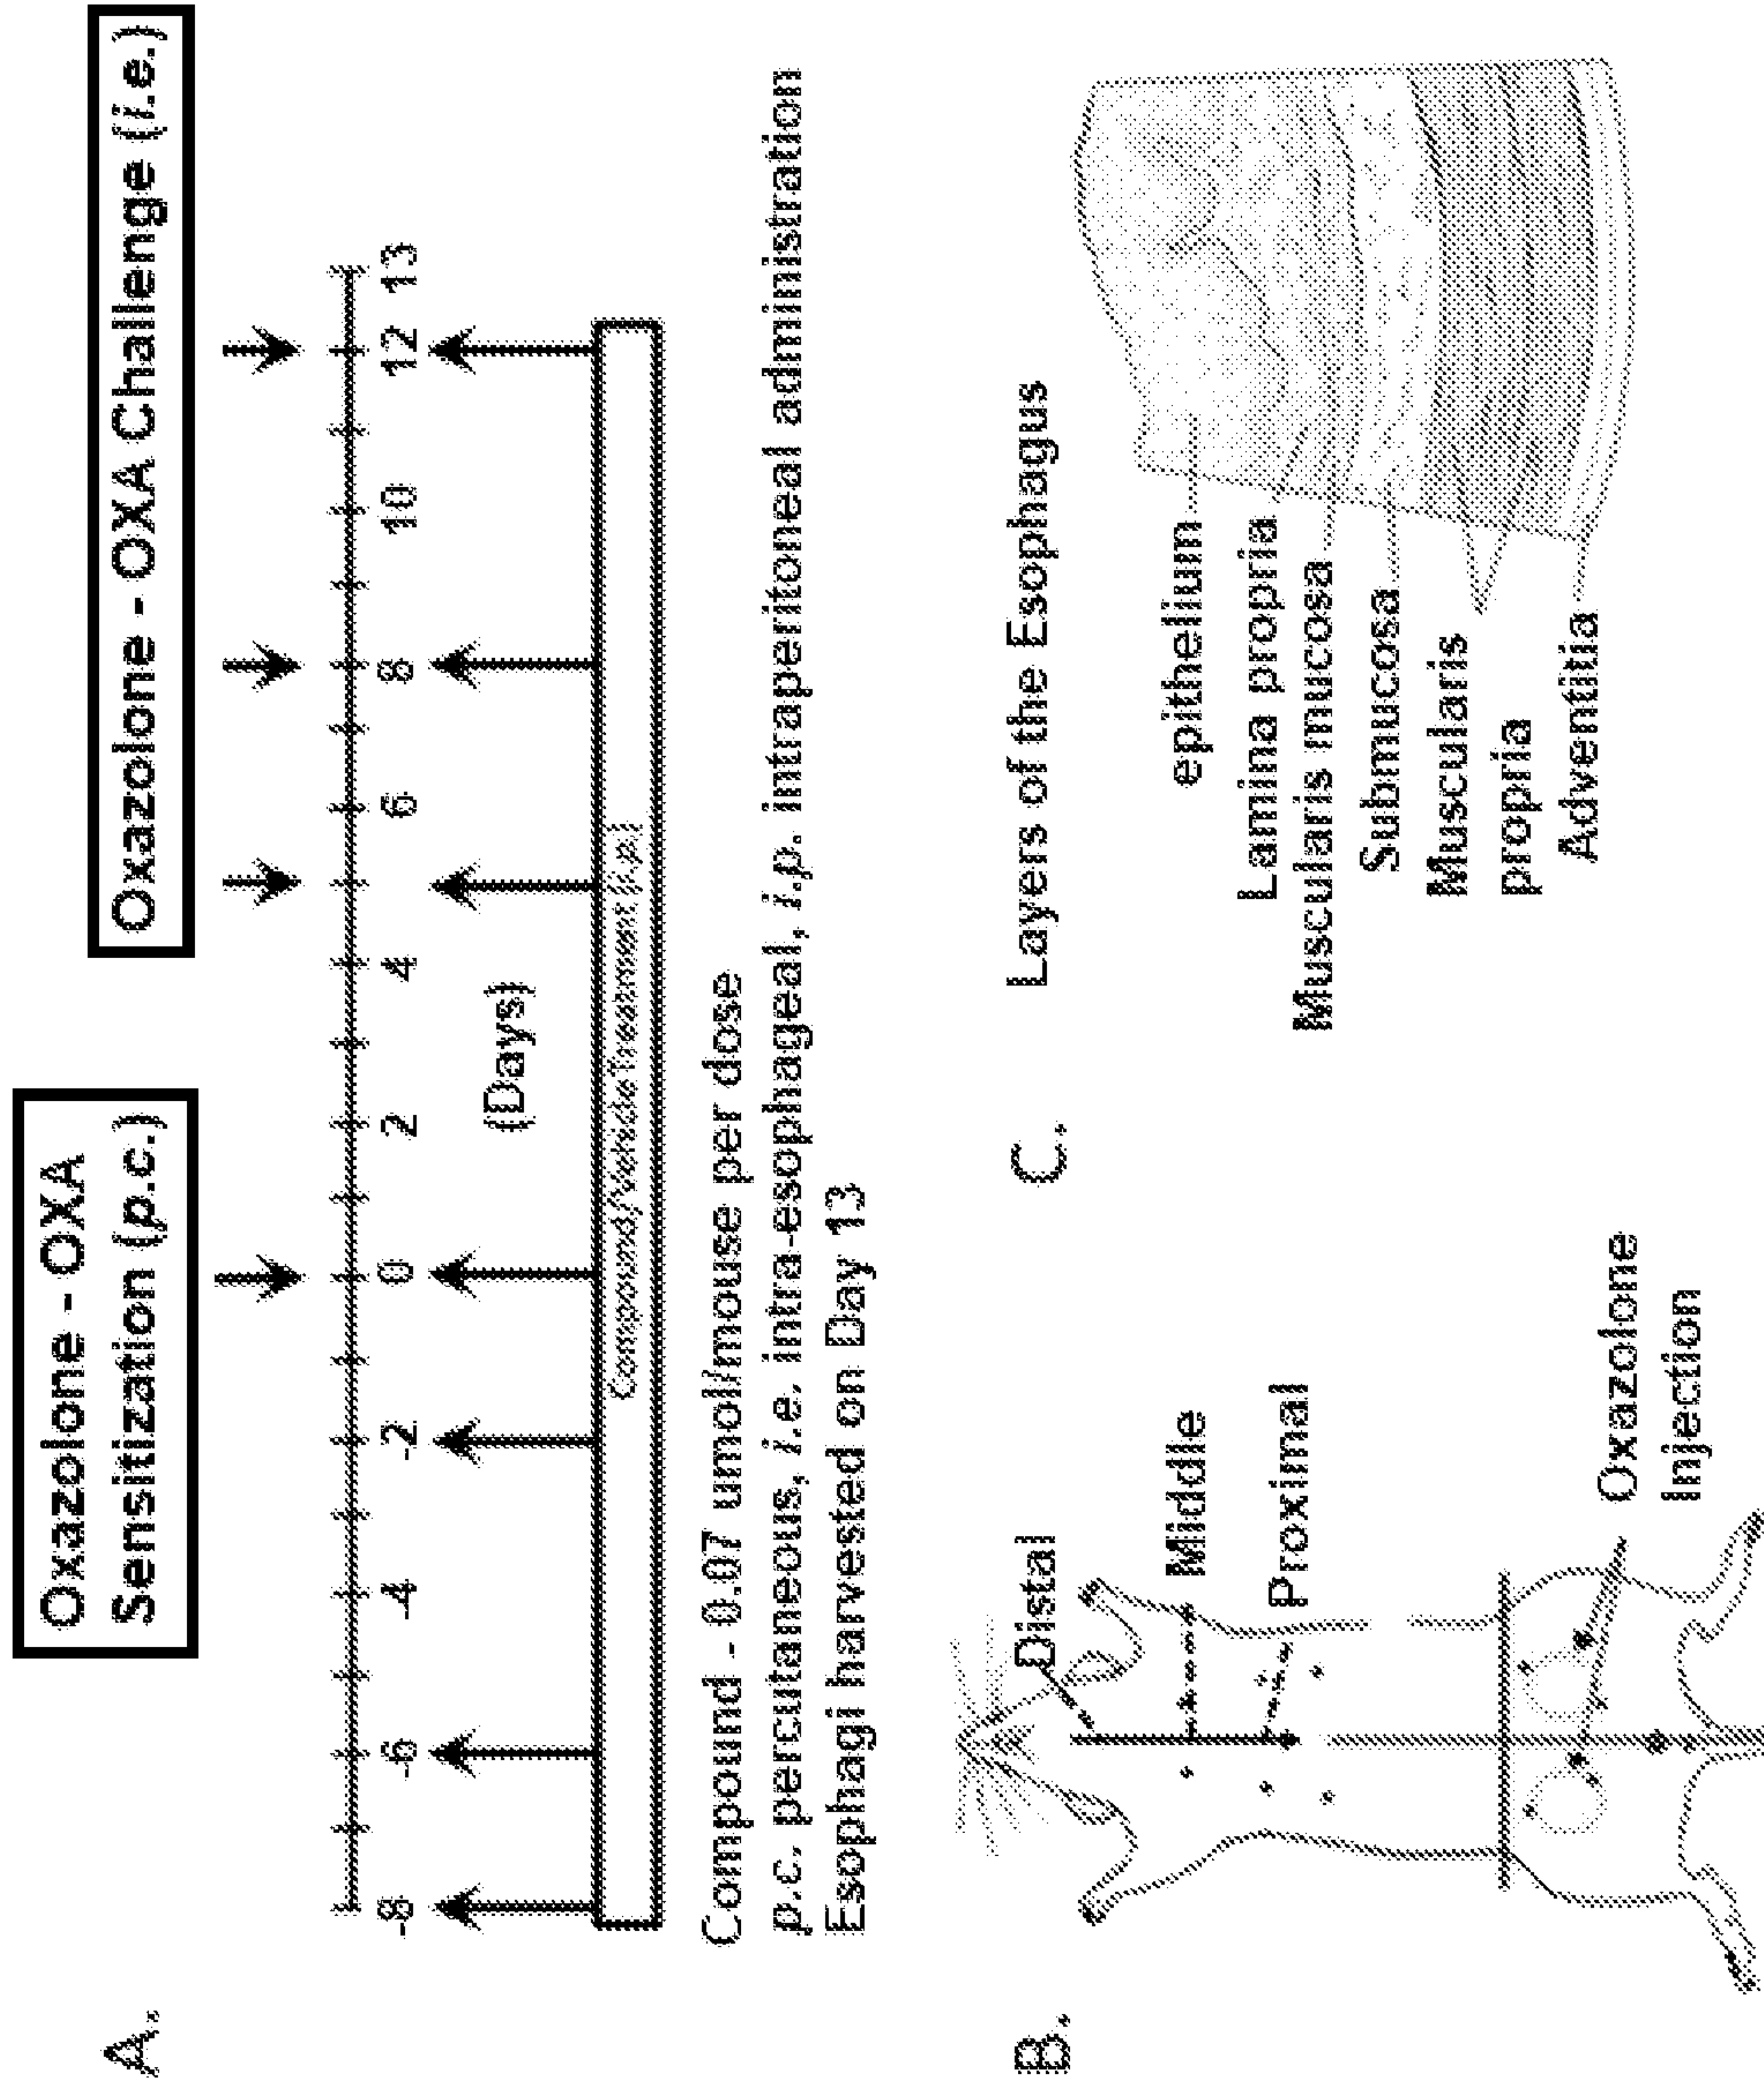 A.
Oxazolone - OXA
Sensitization (p.c.)
Oxazolone - OXA Challenge (i.e.)
-8 -6 -4 -2 0 2 4 6 8 10 12 13
(Days)
Compound/Vehicle Treatment (i.p)
Compound - 0.07 umol/mouse per dose
p.c. percutaneous, i.e. intra-esophageal, i.p. intraperitoneal administration
Esophagi harvested on Day 13
B.
Distal
Middle
Proximal
Oxazolone
Injection
C.
Layers of the Esophagus
epithelium
Lamina propria
Muscularis mucosa
Submucosa
Muscularis
propria
Adventitia